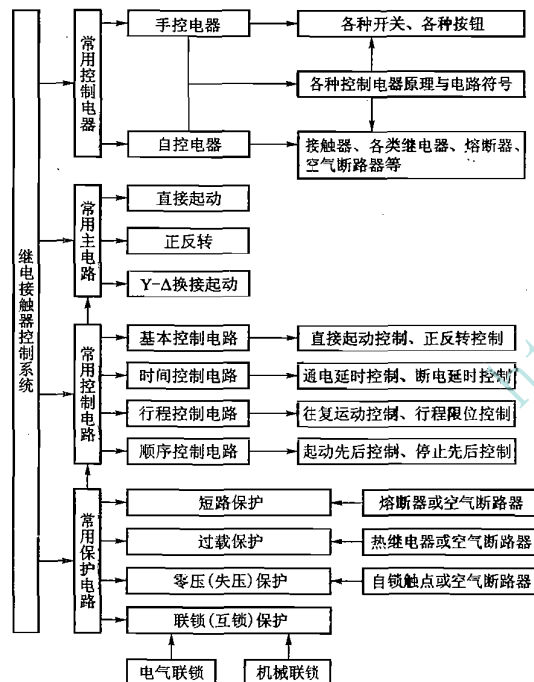 继电接触器控制系统
常用控制电器
手控电器
各种开关、各种按钮
各种控制电器原理与电路符号
自控电器
接触器、各类继电器、熔断器、
空气断路器等
常用主电路
直接起动
正反转
Y-Δ换接起动
常用控制电路
基本控制电路
直接起动控制、正反转控制
时间控制电路
通电延时控制、断电延时控制
行程控制电路
往复运动控制、行程限位控制
顺序控制电路
起动先后控制、停止先后控制
常用保护电路
短路保护
熔断器或空气断路器
过载保护
热继电器或空气断路器
零压(失压)保护
自锁触点或空气断路器
联锁(互锁)保护
电气联锁
机械联锁